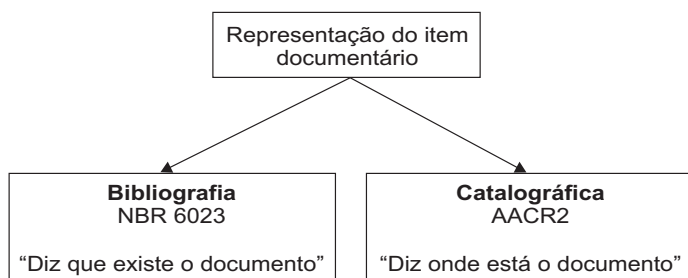 Representação do item
documentário
Bibliografia
NBR 6023
“Diz que existe o documento”
Catalográfica
AACR2
“Diz onde está o documento”